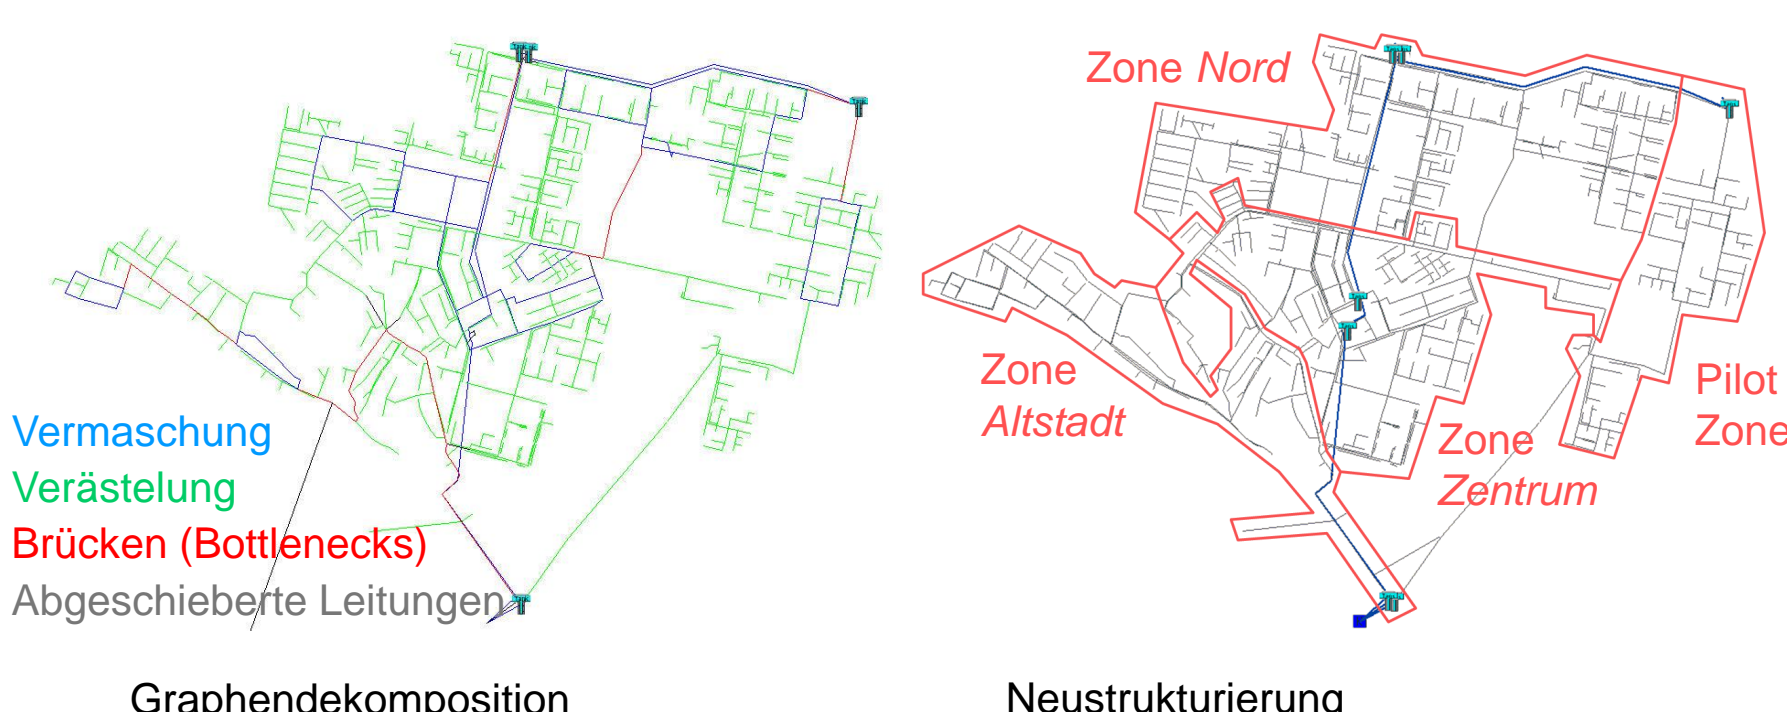 Vermaschung
Verästelung
Brücken (Bottlenecks)
Abgeschieberte Leitungen
Graphendekomposition
Zone Nord
Zone
Altstadt
Zone
Zentrum
Pilot
Zone
Neustrukturierung